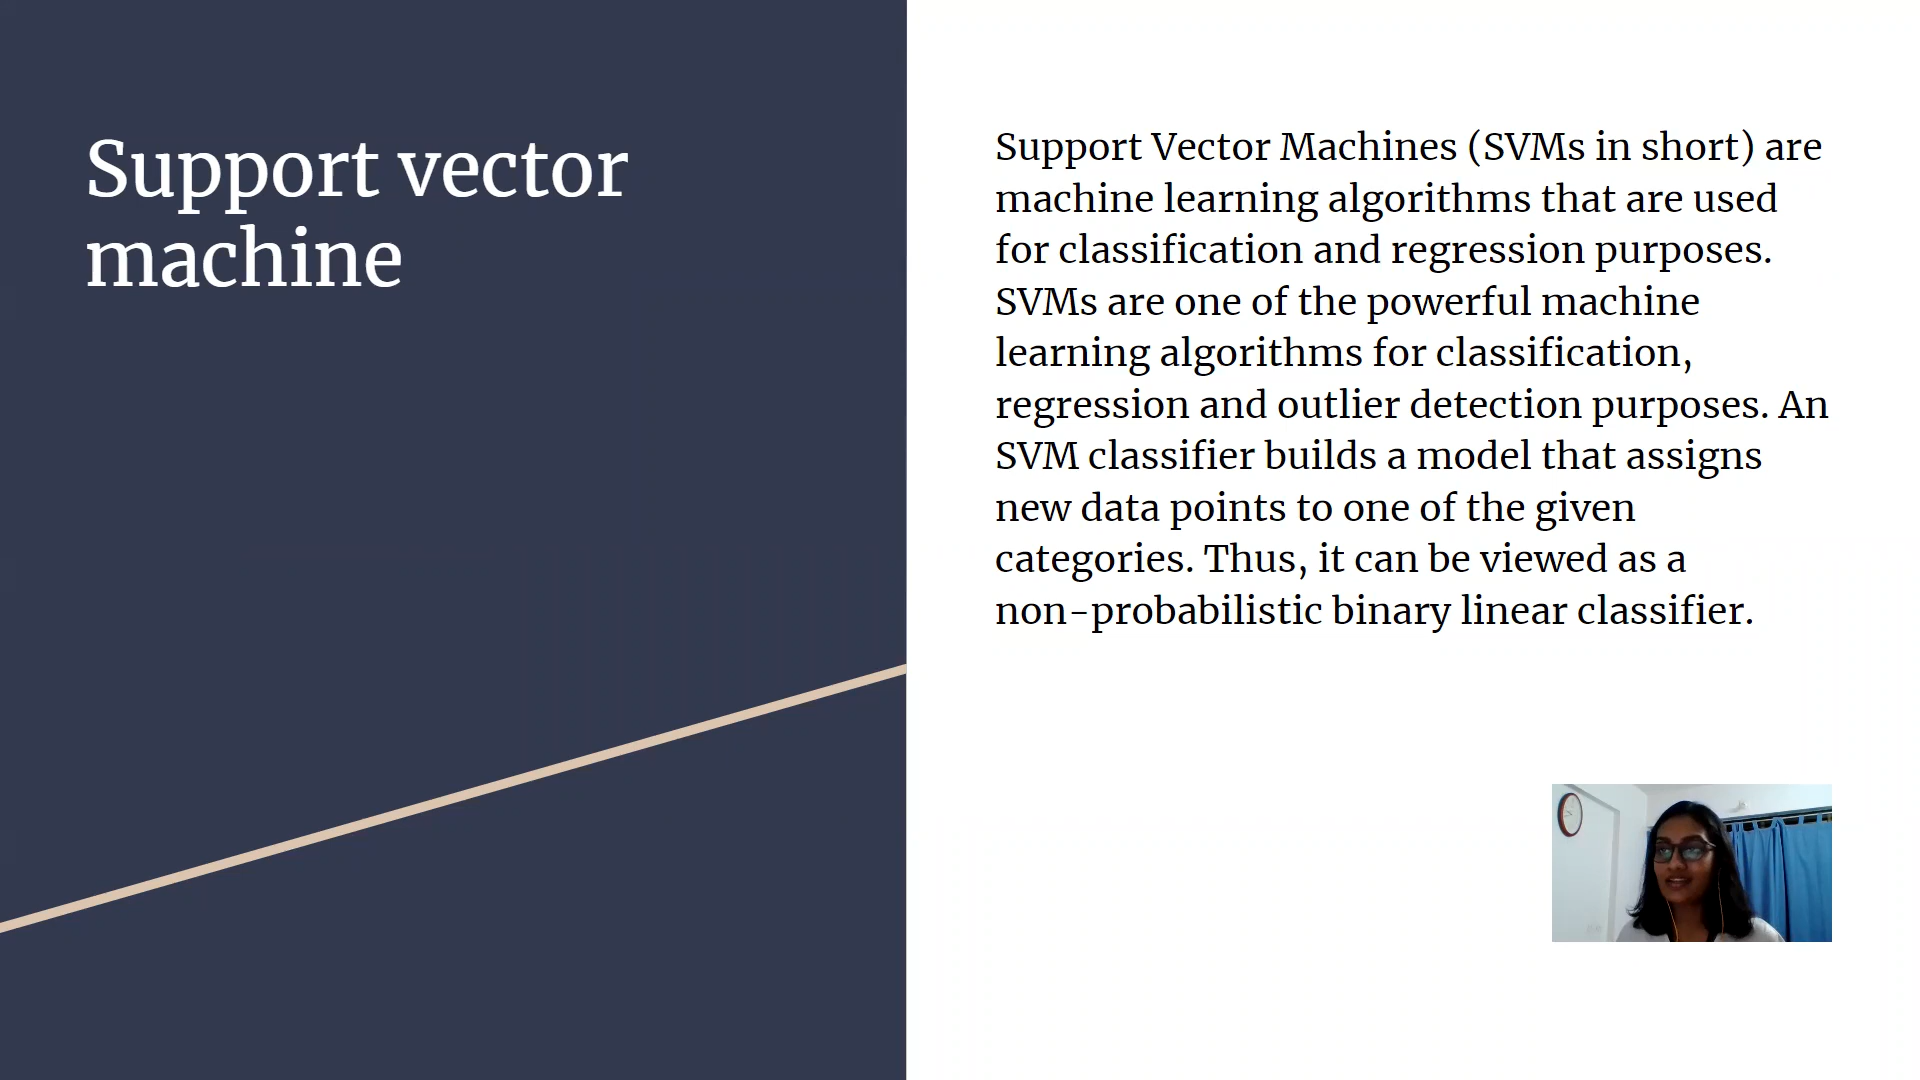 Support vector
machine
Support Vector Machines (SVMs in short) are
machine learning algorithms that are used
for classification and regression purposes.
SVMs are one of the powerful machine
learning algorithms for classification,
regression and outlier detection purposes. An
SVM classifier builds a model that assigns
new data points to one of the given
categories. Thus, it can be viewed as a
non-probabilistic binary linear classifier.